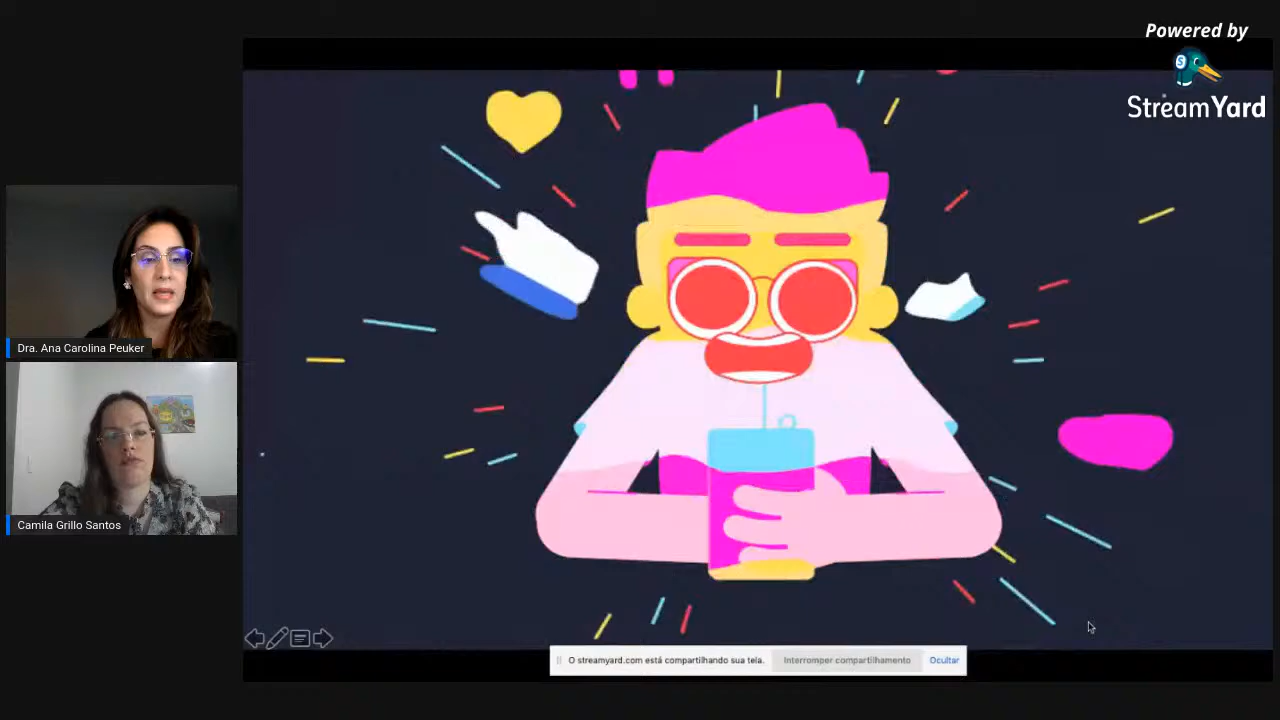 Powered by
StreamYard
Dra. Ana Carolina Peuker
Camila Grillo Santos
O streamyard.com está compartilhando sua tela.
Interromper compartilhamento
Ocultar